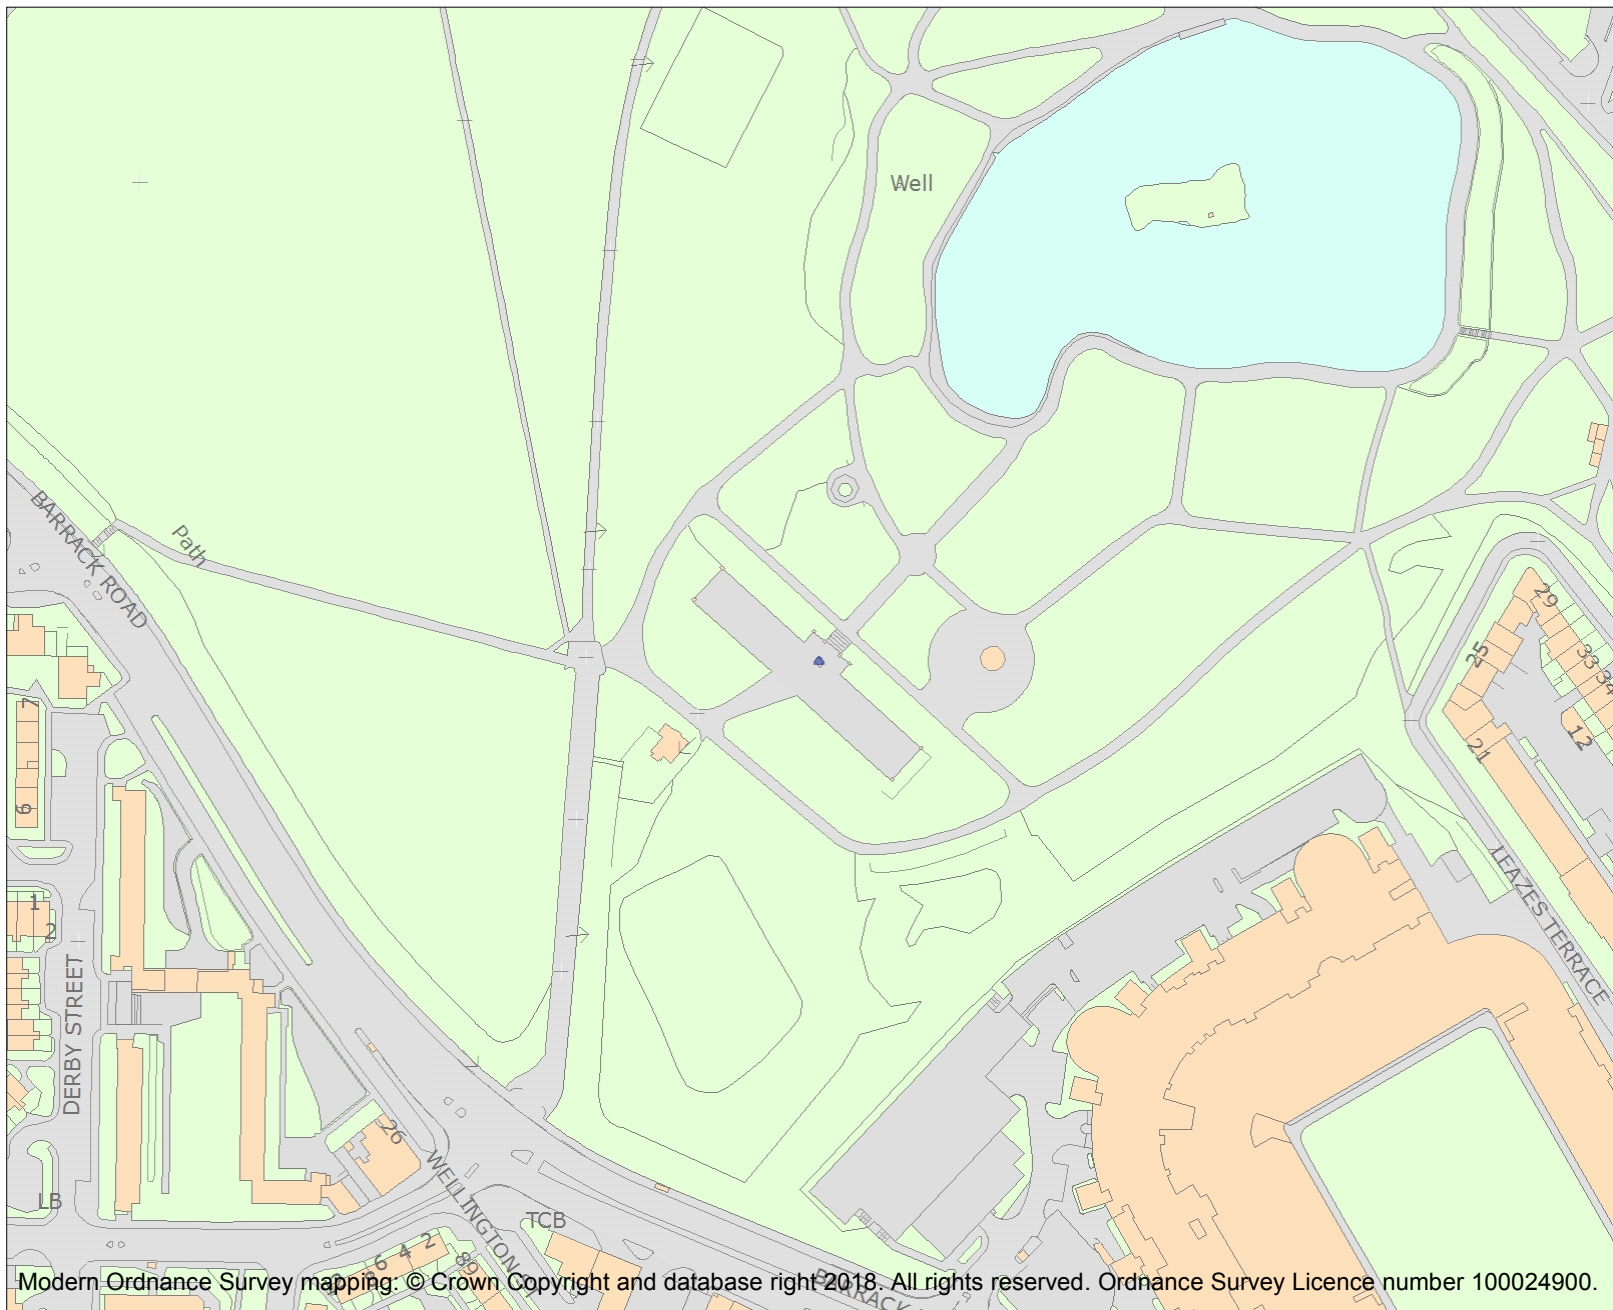 Well
BARRACK ROAD
Path
29
25
33
34
7
12
21
6
LEAZES TERRACE
1
2
DERBY STREET
26
WELLINGTON
LB
TCB
2
4
6
89
BARRACK
Modern Ordnance Survey mapping: © Crown Copyright and database right 2018. All rights reserved. Ordnance Survey Licence number 100024900.